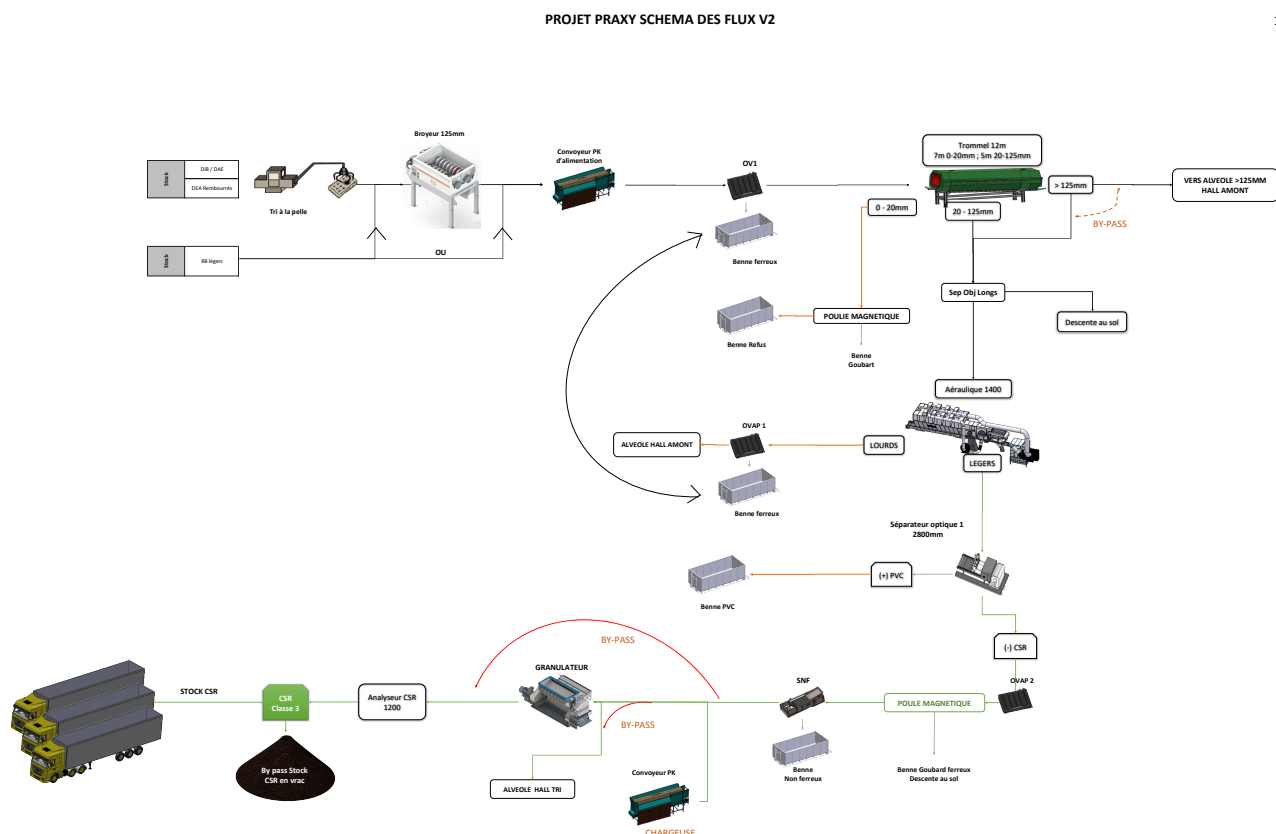 PROJET PRAXY SCHEMA DES FLUX V2
Broyeur 125mm
Convoyeur PK
d'alimentation
OV1
Trommel 12m
7m 0-20mm ; 5m 20-125mm
Stock
DIB / DAE
DEA Rembourrés
Tri à la pelle
> 125mm
VERS ALVEOLE >125MM
HALL AMONT
0 - 20mm
20 - 125mm
BY-PASS
Stock
RB légers
OU
Benne ferreux
Sep Obj Longs
POULIE MAGNETIQUE
Descente au sol
Benne Refus
Benne
Goubart
Aéraulique 1400
OVAP 1
ALVEOLE HALL AMONT
LOURDS
LEGERS
Benne ferreux
Séparateur optique 1
2800mm
(+) PVC
Benne PVC
BY-PASS
(-) CSR
GRANULATEUR
SNF
OVAP 2
STOCK CSR
CSR
Classe 3
Analyseur CSR
1200
POULE MAGNETIQUE
BY-PASS
By pass Stock
CSR en vrac
Benne
Non ferreux
Benne Goubard ferreux
Descente au sol
Convoyeur PK
ALVEOLE HALL TRI
CHARGEUSE